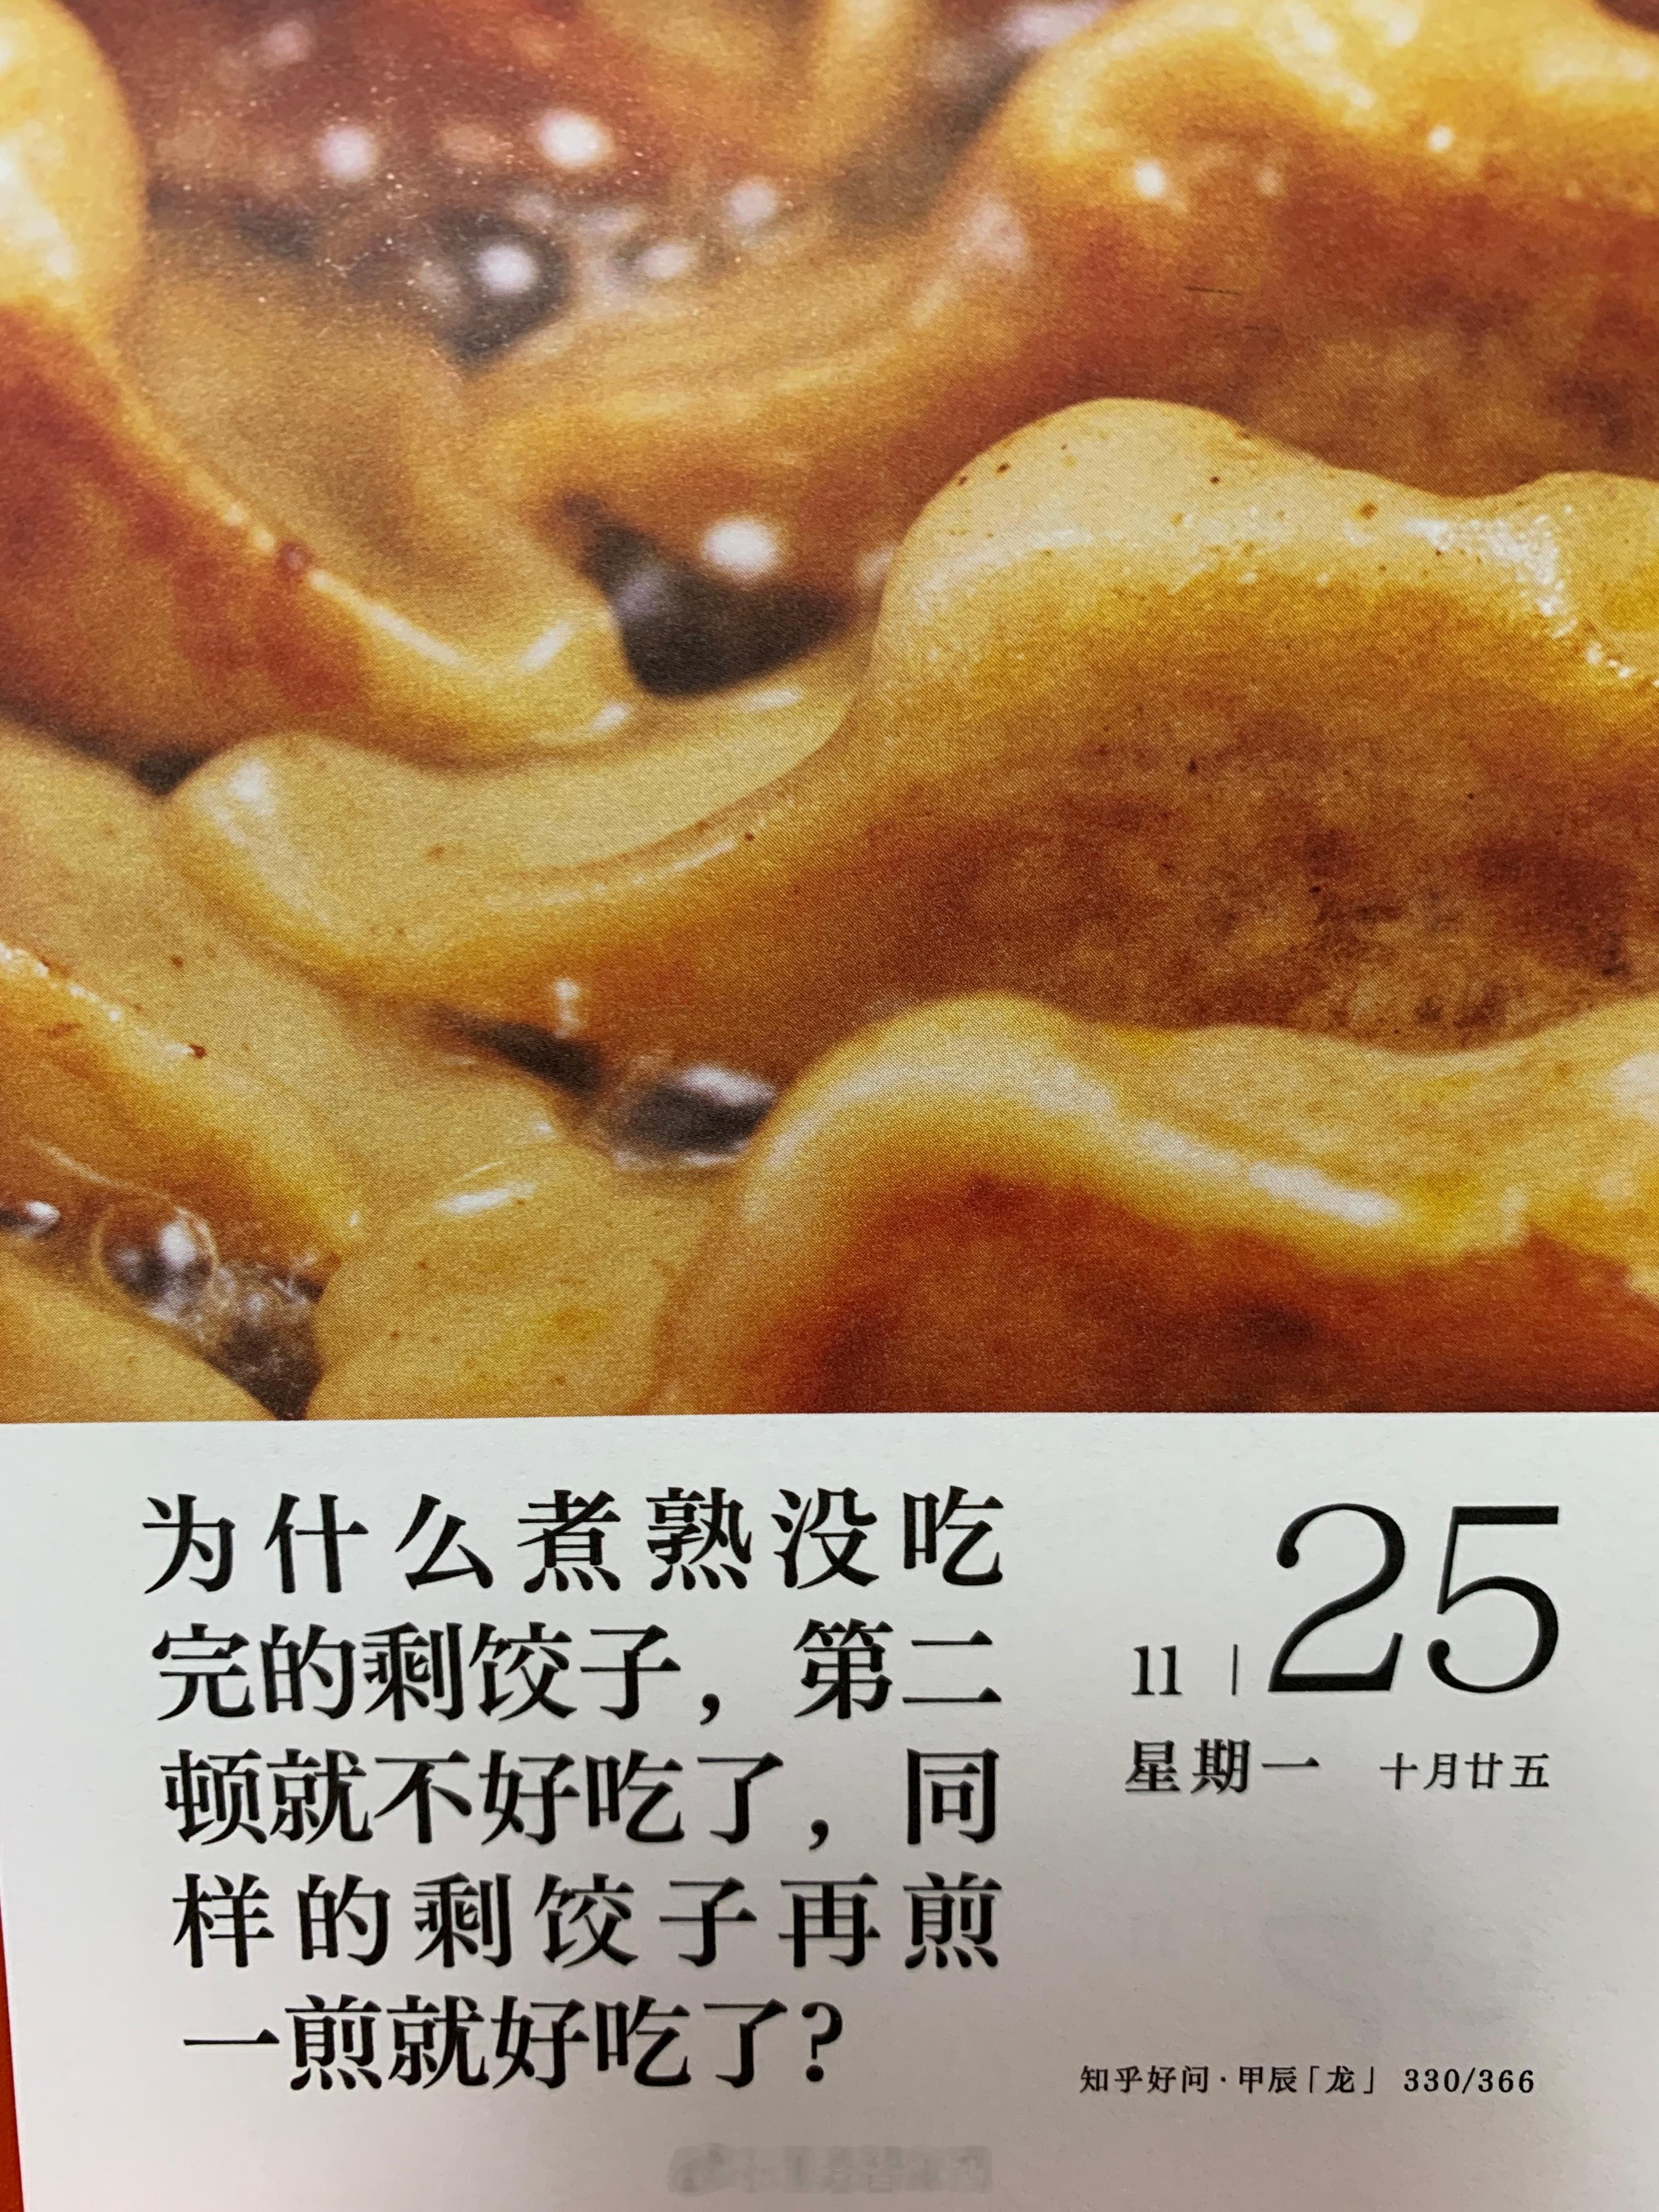 为什么煮熟没吃
完的剩饺子，第二
顿就不好吃了，同
样的剩饺子再煎
一煎就好吃了？
11 | 25
星期一 十月廿五
知乎好问·甲辰「龙」 330/366